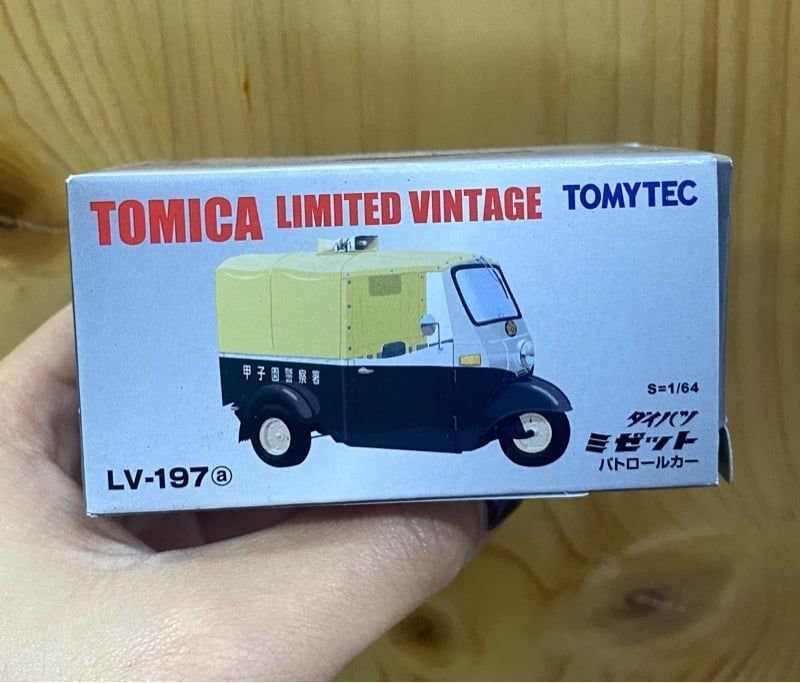 TOMICA LIMITED VINTAGE TOMYTEC
甲子園警察署
S=1/64
ダイハツ
ミゼット
パトロールカー
LV-197ⓐ